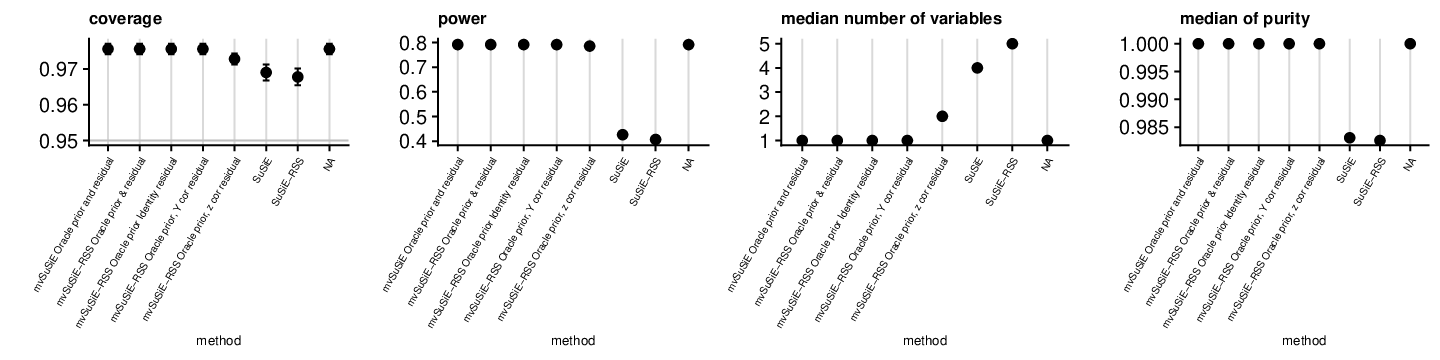 coverage
0.97
0.96
0.95
mvSuSiE Oracle prior and residual
mvSuSiE−RSS Oracle prior & residual
mvSuSiE−RSS Oracle prior Identity residual
mvSuSiE−RSS Oracle prior, Y cor residual
mvSuSiE−RSS Oracle prior, z cor residual
SuSiE
SuSiE−RSS
NA
method
power
0.8
0.7
0.6
0.5
0.4
mvSuSiE Oracle prior and residual
mvSuSiE−RSS Oracle prior & residual
mvSuSiE−RSS Oracle prior Identity residual
mvSuSiE−RSS Oracle prior, Y cor residual
mvSuSiE−RSS Oracle prior, z cor residual
SuSiE
SuSiE−RSS
NA
method
median number of variables
5
4
3
2
1
mvSuSiE Oracle prior and residual
mvSuSiE−RSS Oracle prior & residual
mvSuSiE−RSS Oracle prior Identity residual
mvSuSiE−RSS Oracle prior, Y cor residual
mvSuSiE−RSS Oracle prior, z cor residual
SuSiE
SuSiE−RSS
NA
method
median of purity
1.000
0.995
0.990
0.985
mvSuSiE Oracle prior and residual
mvSuSiE−RSS Oracle prior & residual
mvSuSiE−RSS Oracle prior Identity residual
mvSuSiE−RSS Oracle prior, Y cor residual
mvSuSiE−RSS Oracle prior, z cor residual
SuSiE
SuSiE−RSS
NA
method